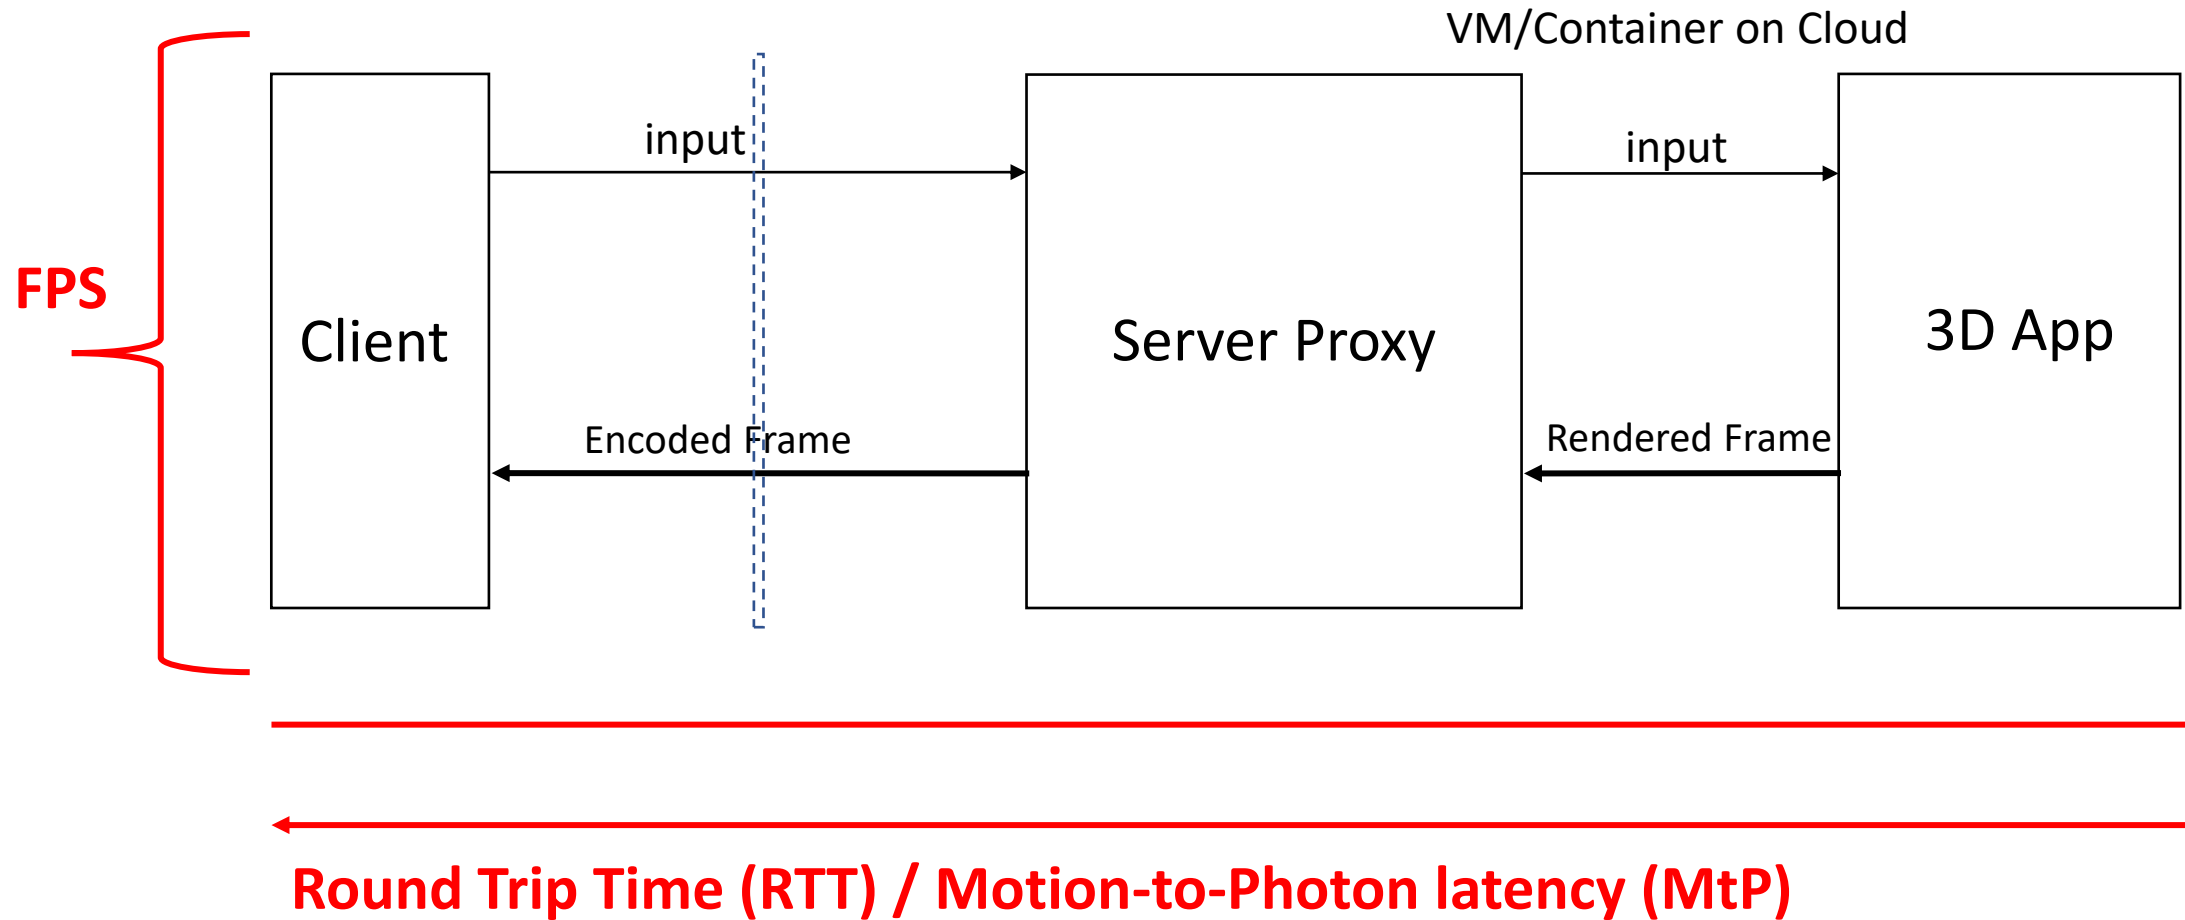 VM/Container on Cloud
input
input
FPS
Client
Server Proxy
3D App
Encoded Frame
Rendered Frame
Round Trip Time (RTT) / Motion-to-Photon latency (MtP)